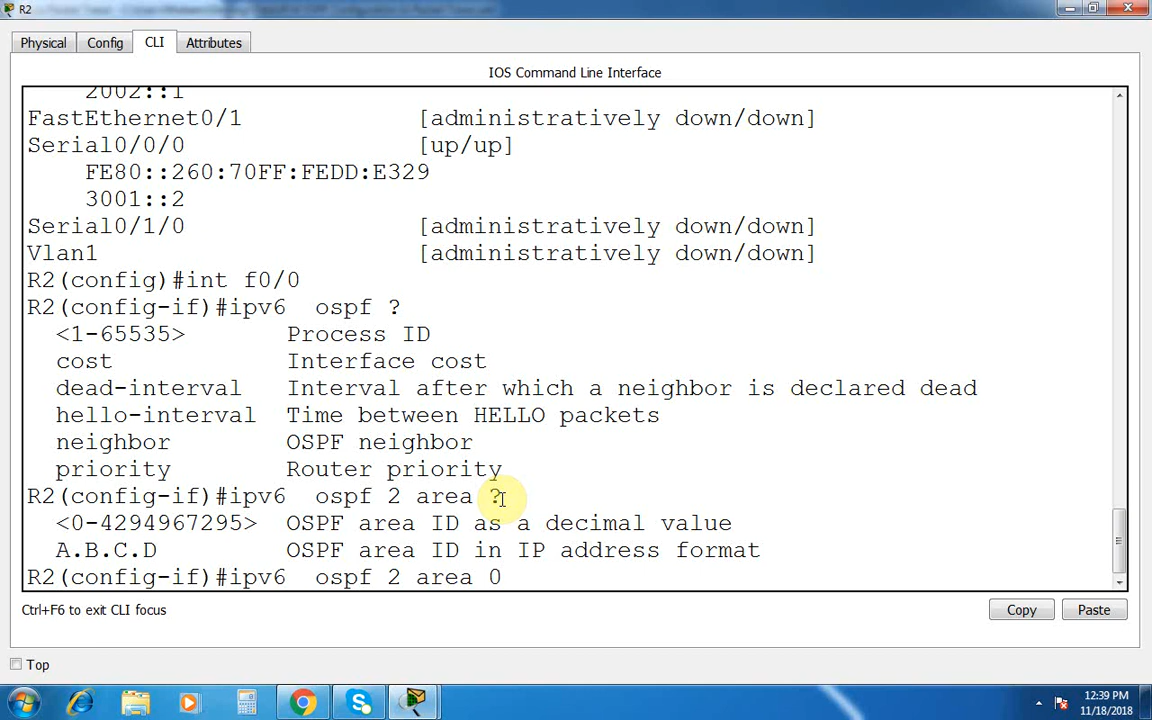 R2
Physical
Config
CLI
Attributes
IOS Command Line Interface
2002::1
FastEthernet0/1 [administratively down/down]
Serial0/0/0 [up/up]
FE80::260:70FF:FEDD:E329
3001::2
Serial0/1/0 [administratively down/down]
Vlan1 [administratively down/down]
R2(config)#int f0/0
R2(config-if)#ipv6 ospf ?
<1-65535> Process ID
cost Interface cost
dead-interval Interval after which a neighbor is declared dead
hello-interval Time between HELLO packets
neighbor OSPF neighbor
priority Router priority
R2(config-if)#ipv6 ospf 2 area ?
<0-4294967295> OSPF area ID as a decimal value
A.B.C.D OSPF area ID in IP address format
R2(config-if)#ipv6 ospf 2 area 0
Ctrl+F6 to exit CLI focus
Copy
Paste
Top
12:39 PM
11/18/2018